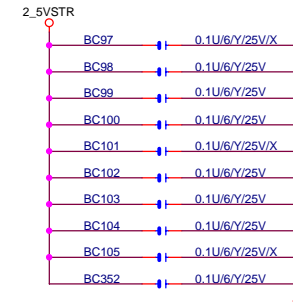 2_5VSTR
BC97 0.1U/6/Y/25V/X
BC98 0.1U/6/Y/25V
BC99 0.1U/6/Y/25V
BC100 0.1U/6/Y/25V
BC101 0.1U/6/Y/25V/X
BC102 0.1U/6/Y/25V
BC103 0.1U/6/Y/25V
BC104 0.1U/6/Y/25V
BC105 0.1U/6/Y/25V/X
BC352 0.1U/6/Y/25V